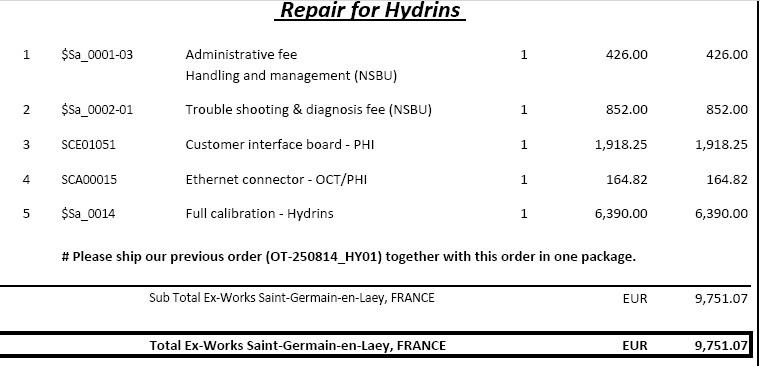 Repair for Hydrins
1 $Sa_0001-03 Administrative fee 1 426.00 426.00
Handling and management (NSBU)
2 $Sa_0002-01 Trouble shooting & diagnosis fee (NSBU) 1 852.00 852.00
3 SCE01051 Customer interface board - PHI 1 1,918.25 1,918.25
4 SCA00015 Ethernet connector - OCT/PHI 1 164.82 164.82
5 $Sa_0014 Full calibration - Hydrins 1 6,390.00 6,390.00
# Please ship our previous order (OT-250814_HY01) together with this order in one package.
Sub Total Ex-Works Saint-Germain-en-Laey, FRANCE EUR 9,751.07
Total Ex-Works Saint-Germain-en-Laey, FRANCE EUR 9,751.07